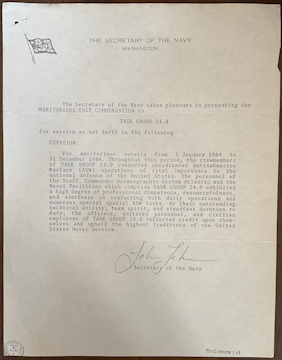 THE SECRETARY OF THE NAVY
WASHINGTON
The Secretary of the Navy takes pleasure in presenting the
MERITORIOUS UNIT COMMENDATION to
TASK GROUP 24.8
for service as set forth in the following
CITATION:
For meritorious service from 1 January 1984 to
31 December 1984. Throughout this period, the crewmembers
of TASK GROUP 24.8 conducted coordinated Antisubmarine
Warfare (ASW) operations of vital importance to the
national defense of the United States. The personnel of
the Staff, Commander Oceanographic System Atlantic and the
Naval Facilities which comprise TASK GROUP 24.8 exhibited
a high degree of professional competence, resourcefulness,
and alertness in conducting both daily operations and
numerous special ASW tasks. By their outstanding
technical ability, team spirit, and steadfast devotion to
duty, the officers, enlisted personnel, and civilian
employees of TASK GROUP 24.8 reflected credit upon them-
selves and upheld the highest traditions of the United
States Naval Service.
John Leh
Secretary of the Navy
Enclosure( )